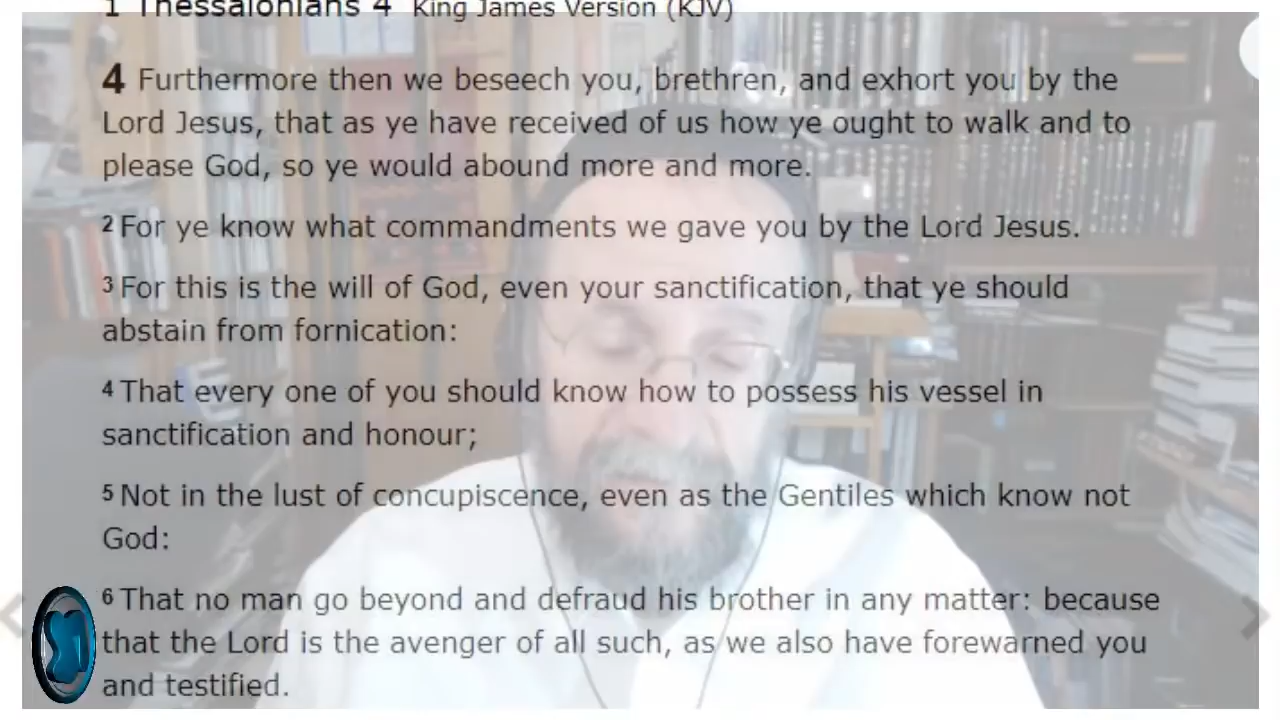 1 Thessalonians 4 King James Version (KJV)
4 Furthermore then we beseech you, brethren, and exhort you by the
Lord Jesus, that as ye have received of us how ye ought to walk and to
please God, so ye would abound more and more.
2 For ye know what commandments we gave you by the Lord Jesus.
3 For this is the will of God, even your sanctification, that ye should
abstain from fornication:
4 That every one of you should know how to possess his vessel in
sanctification and honour;
5 Not in the lust of concupiscence, even as the Gentiles which know not
God:
6 That no man go beyond and defraud his brother in any matter: because
that the Lord is the avenger of all such, as we also have forewarned you
and testified.